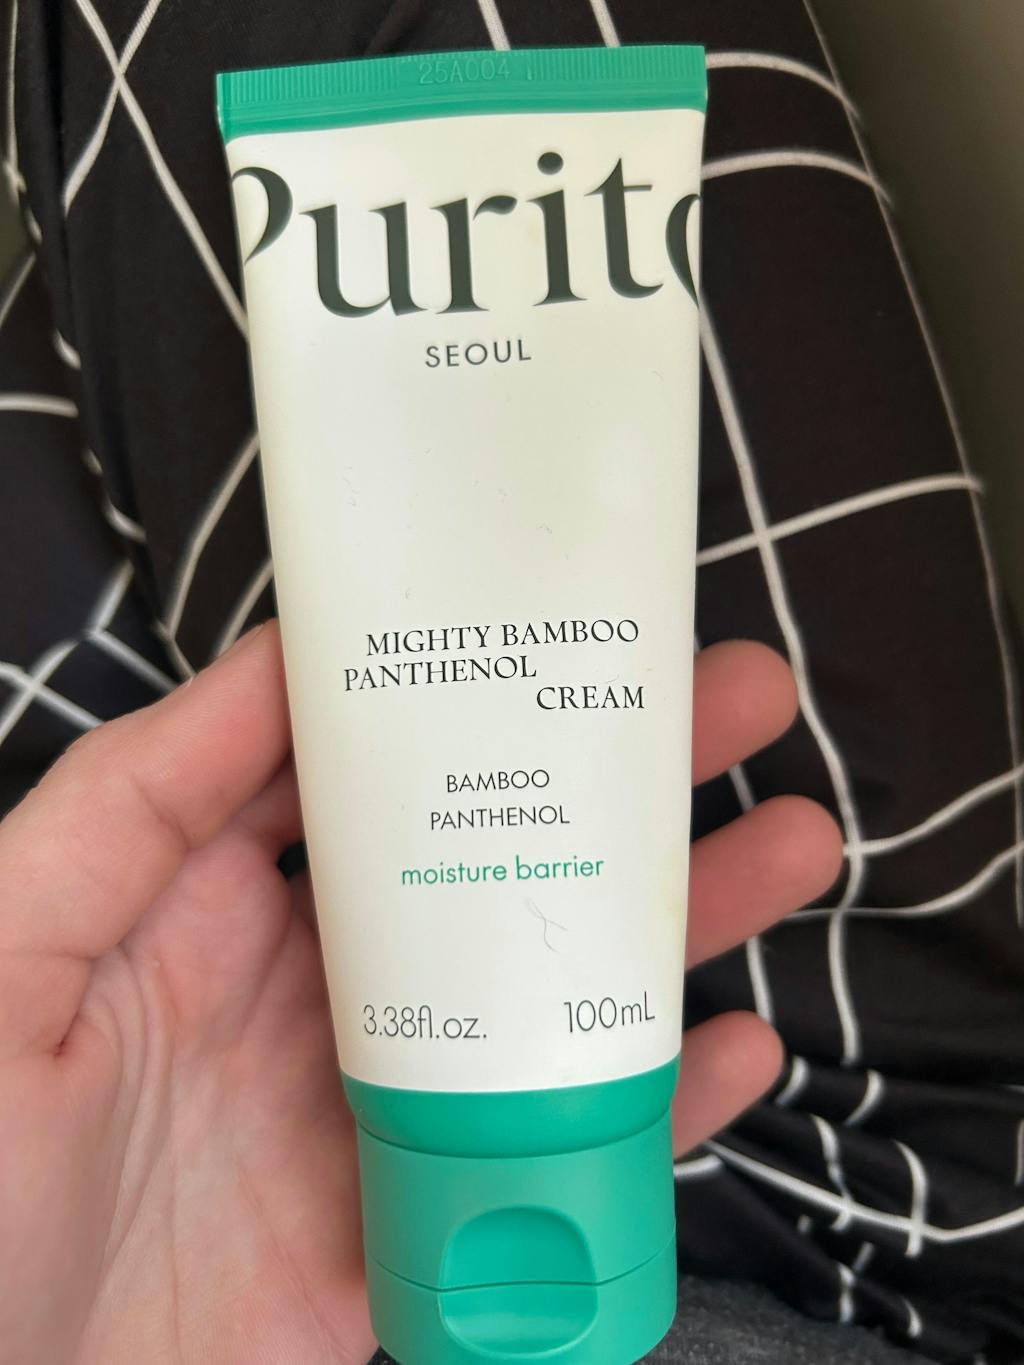 25A004
Purito
SEOUL
MIGHTY BAMBOO
PANTHENOL
CREAM
BAMBOO
PANTHENOL
moisture barrier
3.38fl.oz. 100mL